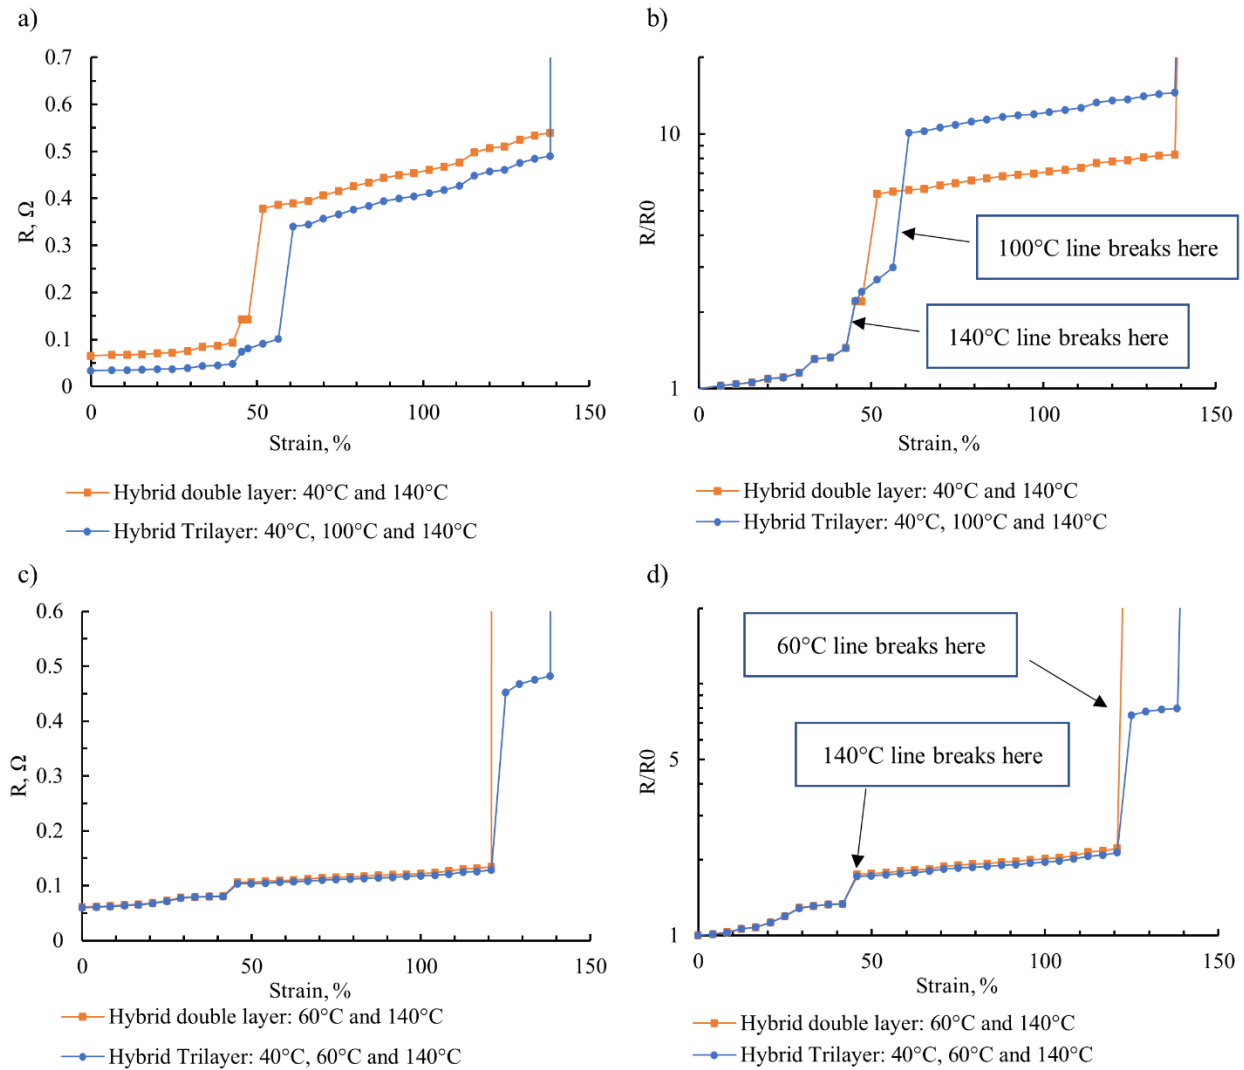 a)
0.7
0.6
0.5
0.4
0.3
0.2
0.1
0
R, Ω
0 50 100 150
Strain, %
Hybrid double layer: 40°C and 140°C
Hybrid Trilayer: 40°C, 100°C and 140°C
b)
10
1
R/R0
100°C line breaks here
140°C line breaks here
0 50 100 150
Strain, %
Hybrid double layer: 40°C and 140°C
Hybrid Trilayer: 40°C, 100°C and 140°C
c)
0.6
0.5
0.4
0.3
0.2
0.1
0
R, Ω
0 50 100 150
Strain, %
Hybrid double layer: 60°C and 140°C
Hybrid Trilayer: 40°C, 60°C and 140°C
d)
5
1
R/R0
60°C line breaks here
140°C line breaks here
0 50 100 150
Strain, %
Hybrid double layer: 60°C and 140°C
Hybrid Trilayer: 40°C, 60°C and 140°C